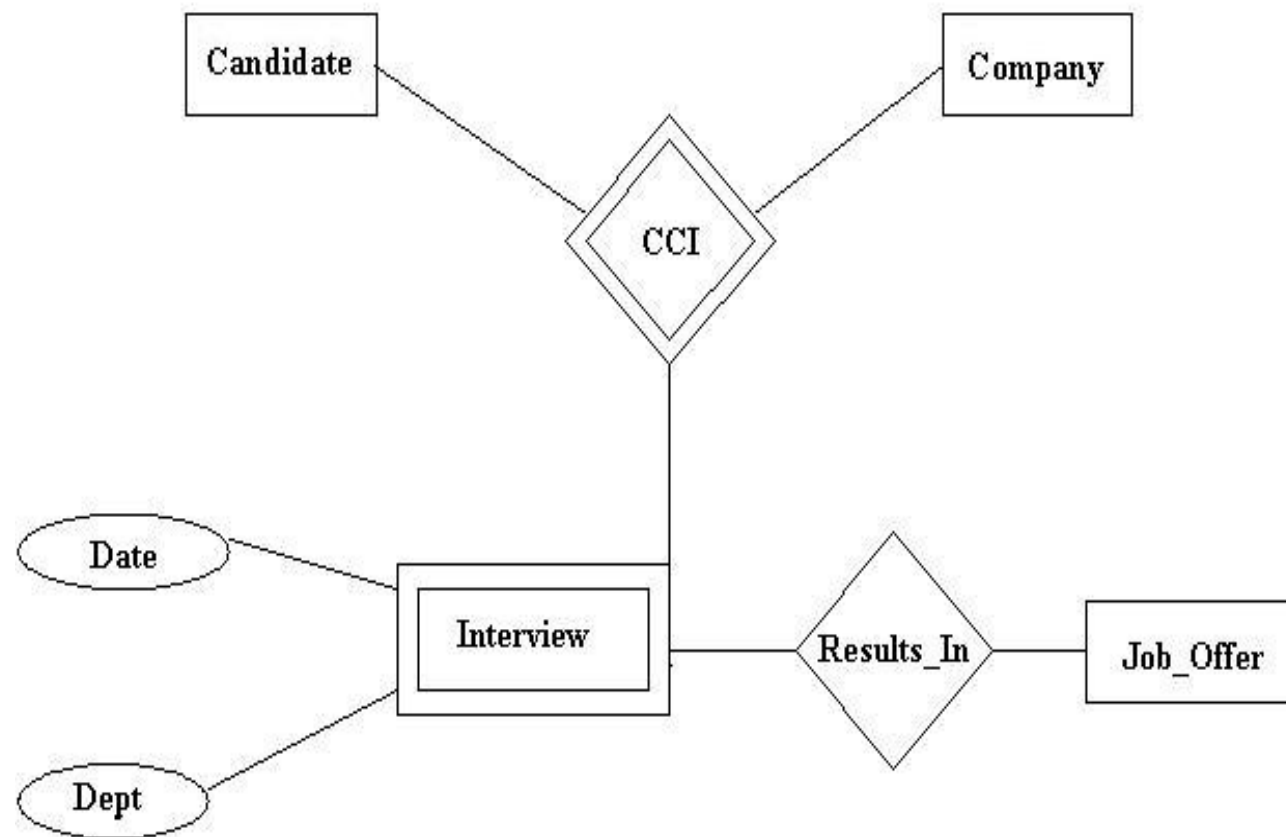 Candidate
Company
CCI
Date
Interview
Results_In
Job_Offer
Dept